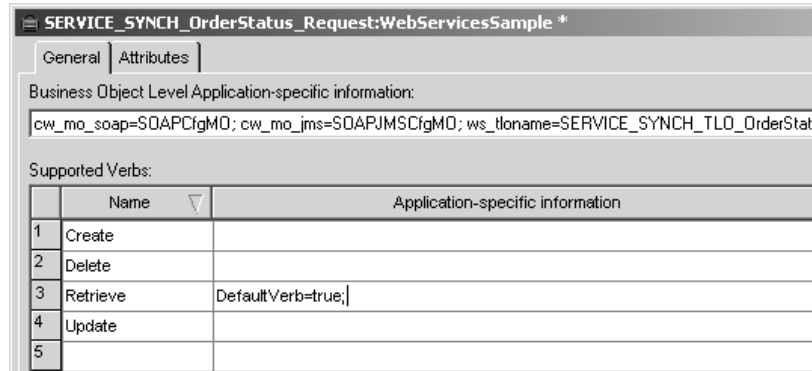 SERVICE_SYNCH_OrderStatus_Request:WebServicesSample *
General Attributes
Business Object Level Application-specific information:
cw_mo_soap=SOAPCfgMO; cw_mo_jms=SOAPJMSCfgMO; ws_tloname=SERVICE_SYNCH_TLO_OrderStat
Supported Verbs:
Name Application-specific information
1 Create
2 Delete
3 Retrieve DefaultVerb=true;
4 Update
5